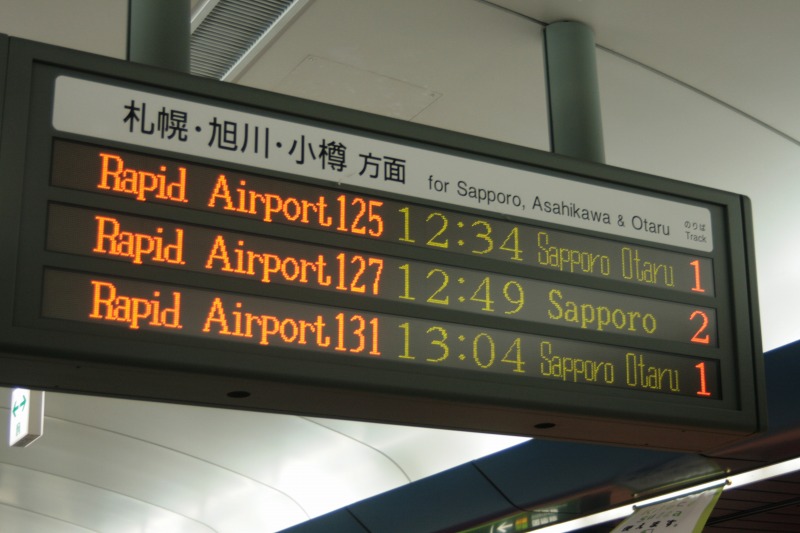 札幌・旭川・小樽 方面 for Sapporo, Asahikawa & Otaru
のりば
Track
Rapid Airport125 12:34 Sapporo Otaru 1
Rapid Airport127 12:49 Sapporo 2
Rapid Airport131 13:04 Sapporo Otaru 1